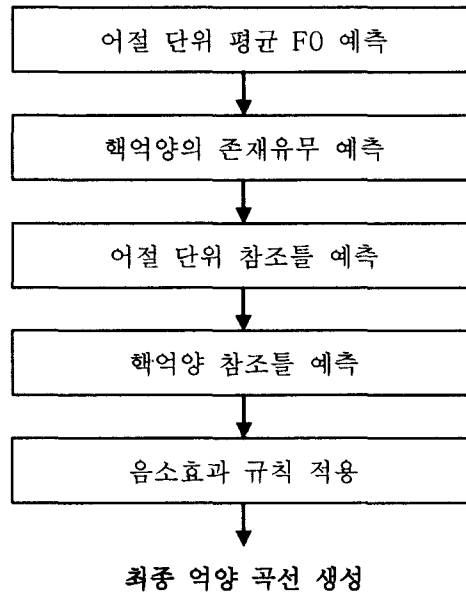 어절 단위 평균 F0 예측
핵억양의 존재유무 예측
어절 단위 참조틀 예측
핵억양 참조틀 예측
음소효과 규칙 적용
최종 억양 곡선 생성